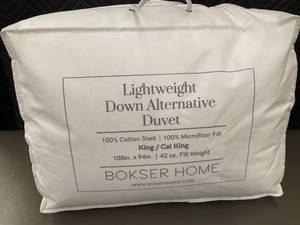 Lightweight
Down Alternative
Duvet
100% Cotton Shell | 100% Microfiber Fill
King / Cal King
108in. x 94in. | 42 oz. Fill Weight
BOKSER HOME
WWW.BOKSERHOME.COM